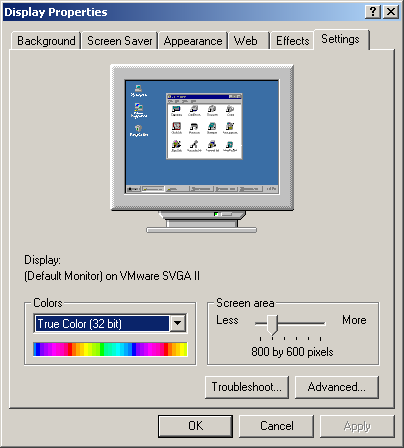 Display Properties
Background Screen Saver Appearance Web Effects Settings
Display:
(Default Monitor) on VMware SVGA II
Colors
True Color (32 bit)
Screen area
Less More
800 by 600 pixels
Troubleshoot... Advanced...
OK Cancel Apply